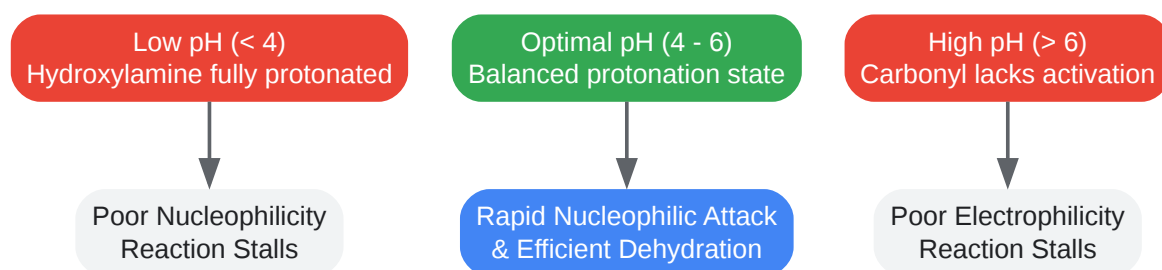 Low pH (< 4)
Hydroxylamine fully protonated
Optimal pH (4 - 6)
Balanced protonation state
High pH (> 6)
Carbonyl lacks activation
Poor Nucleophilicity
Reaction Stalls
Rapid Nucleophilic Attack
& Efficient Dehydration
Poor Electrophilicity
Reaction Stalls